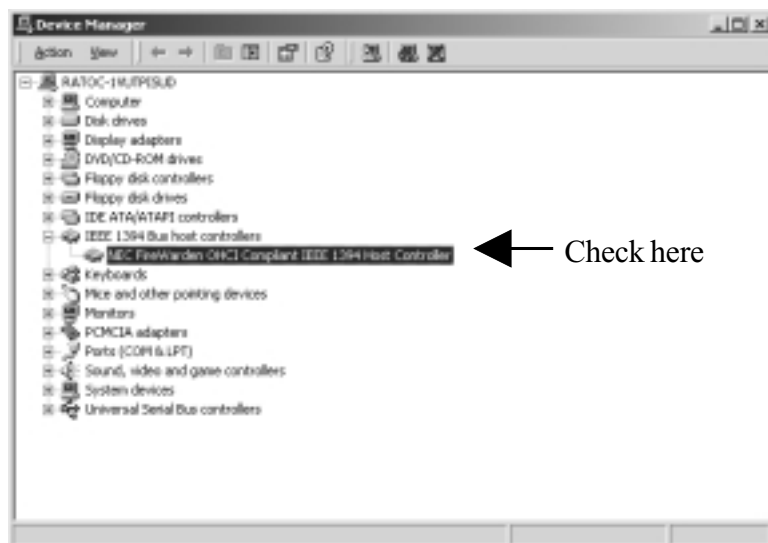 Device Manager
Action View
RATOC-1WUTPISUD
Computer
Disk drives
Display adapters
DVD/CD-ROM drives
Floppy disk controllers
Floppy disk drives
IDE ATA/ATAPI controllers
IEEE 1394 Bus host controllers
NEC FireWarden OHCI Compliant IEEE 1394 Host Controller
Check here
Keyboards
Mice and other pointing devices
Monitors
PCMCIA adapters
Ports (COM & LPT)
Sound, video and game controllers
System devices
Universal Serial Bus controllers